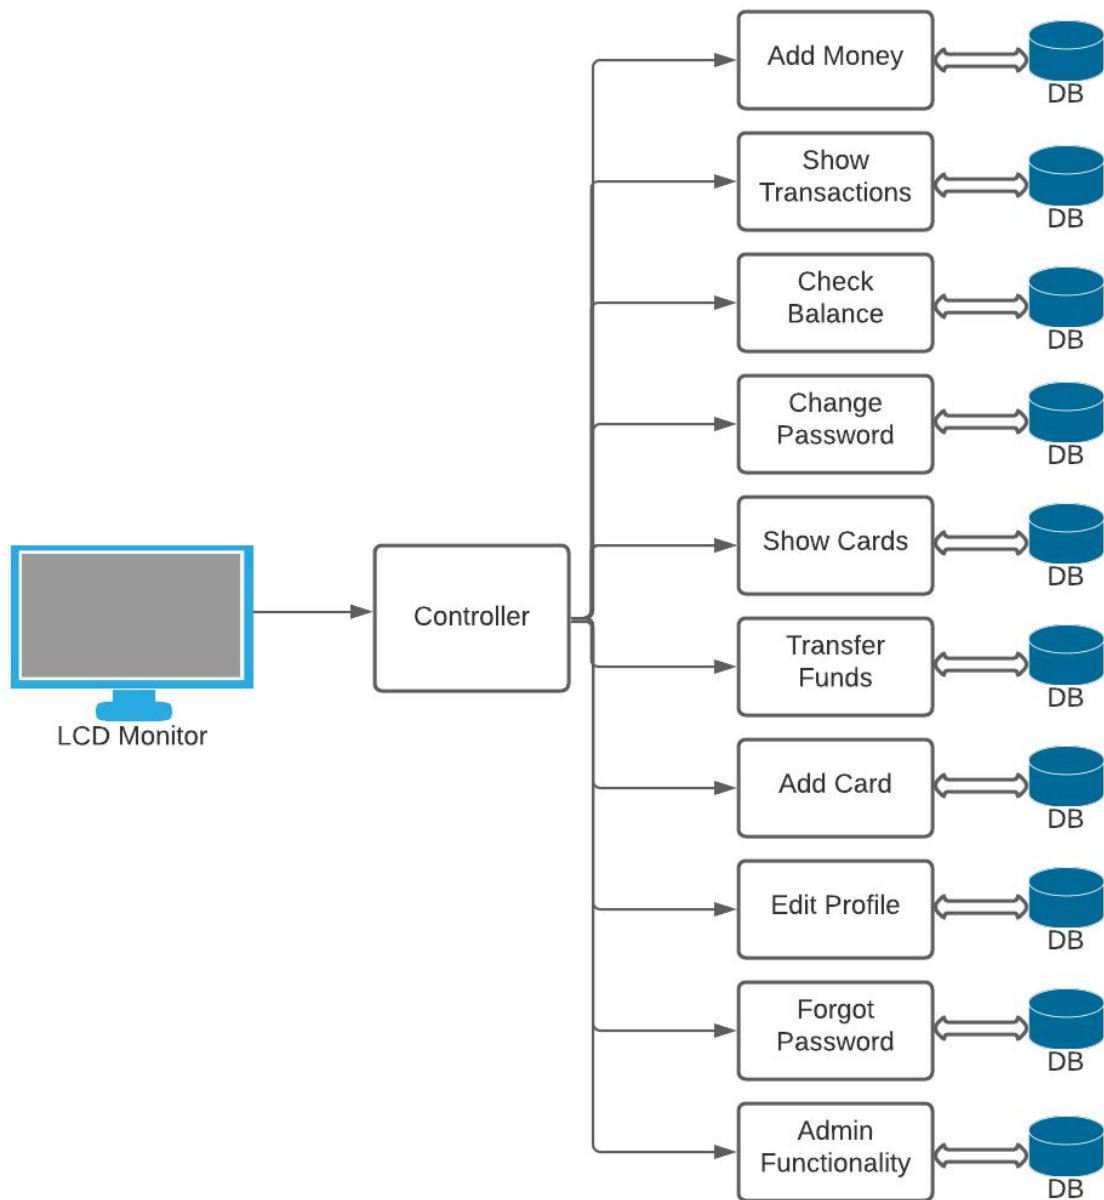 Add Money
DB
Show
Transactions
DB
Check
Balance
DB
Change
Password
DB
Show Cards
DB
LCD Monitor
Controller
Transfer
Funds
DB
Add Card
DB
Edit Profile
DB
Forgot
Password
DB
Admin
Functionality
DB